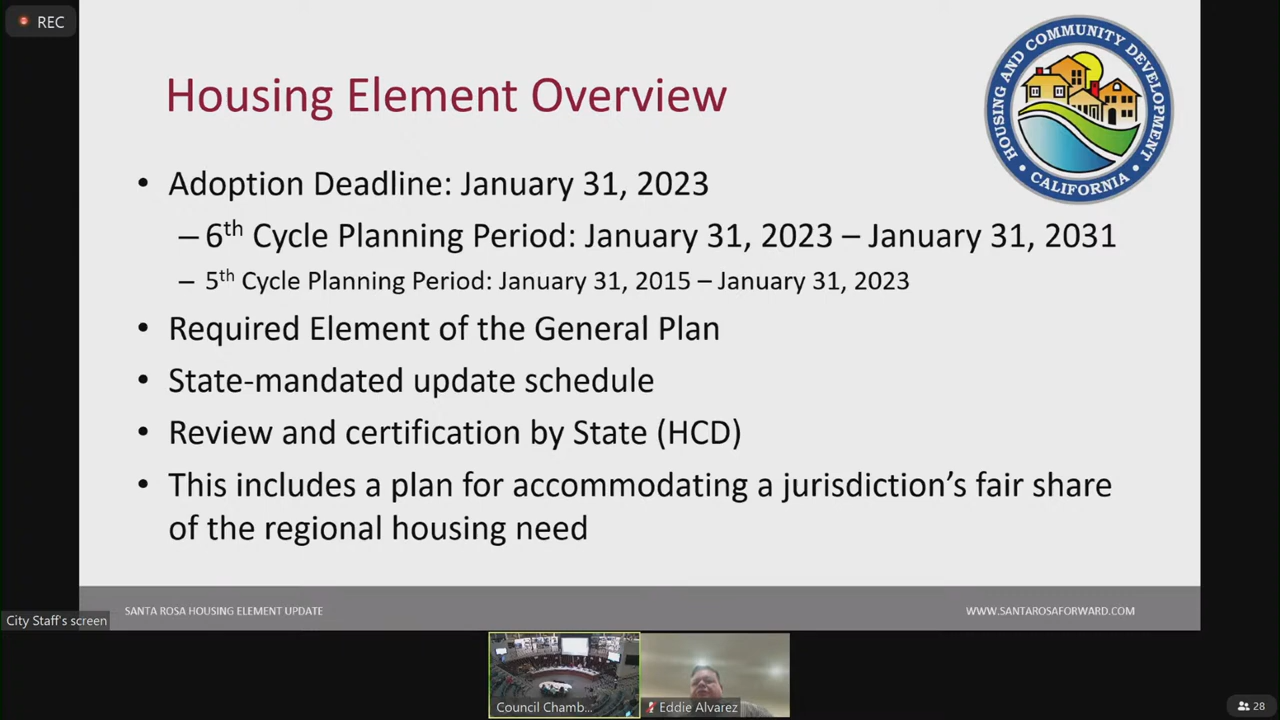 REC
HOUSING AND COMMUNITY DEVELOPMENT
• CALIFORNIA •
Housing Element Overview
• Adoption Deadline: January 31, 2023
– 6th Cycle Planning Period: January 31, 2023 – January 31, 2031
– 5th Cycle Planning Period: January 31, 2015 – January 31, 2023
• Required Element of the General Plan
• State-mandated update schedule
• Review and certification by State (HCD)
• This includes a plan for accommodating a jurisdiction’s fair share
of the regional housing need
SANTA ROSA HOUSING ELEMENT UPDATE
WWW.SANTAROSAFORWARD.COM
City Staff's screen
Council Chamb...
Eddie Alvarez
28